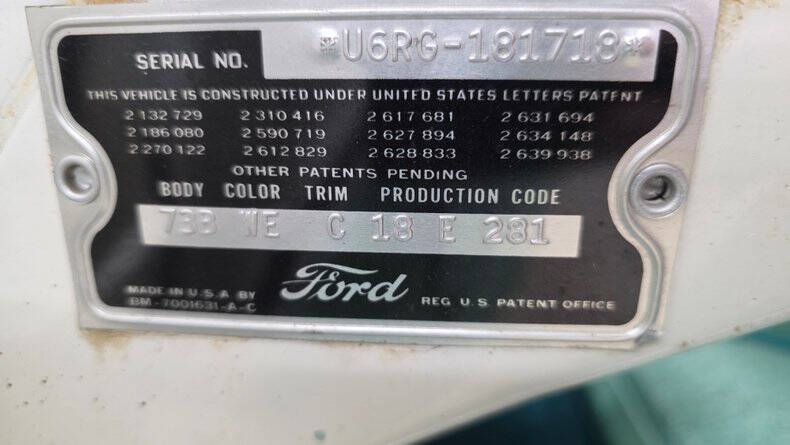 SERIAL NO. *U6RG-181718*
THIS VEHICLE IS CONSTRUCTED UNDER UNITED STATES LETTERS PATENT
2 132 729 2 310 416 2 617 681 2 631 694
2 186 080 2 590 719 2 627 894 2 634 148
2 270 122 2 612 829 2 628 833 2 639 938
OTHER PATENTS PENDING
BODY COLOR TRIM PRODUCTION CODE
73B WE C 18 E 281
MADE IN U.S.A BY
BM-7001631-A-C
Ford
REG U.S. PATENT OFFICE